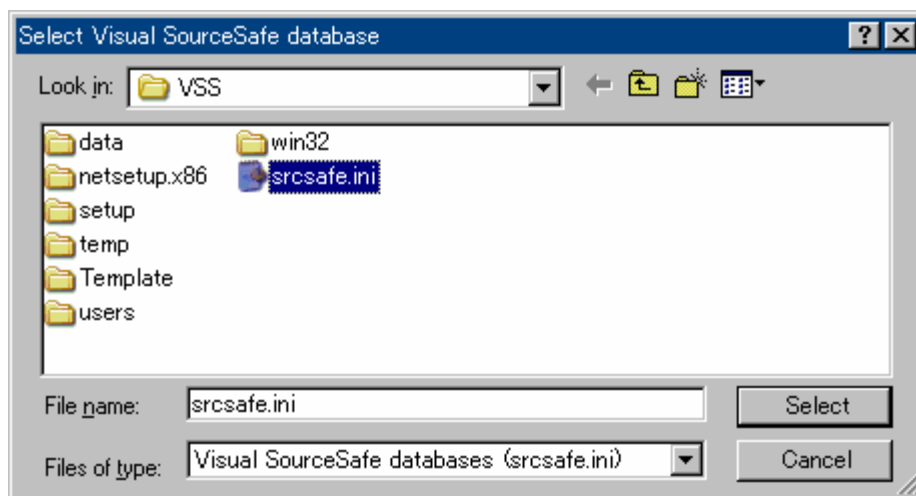 Select Visual SourceSafe database
Look in: VSS
data win32
netsetup.x86 srcsafe.ini
setup
temp
Template
users
File name: srcsafe.ini Select
Files of type: Visual SourceSafe databases (srcsafe.ini) Cancel